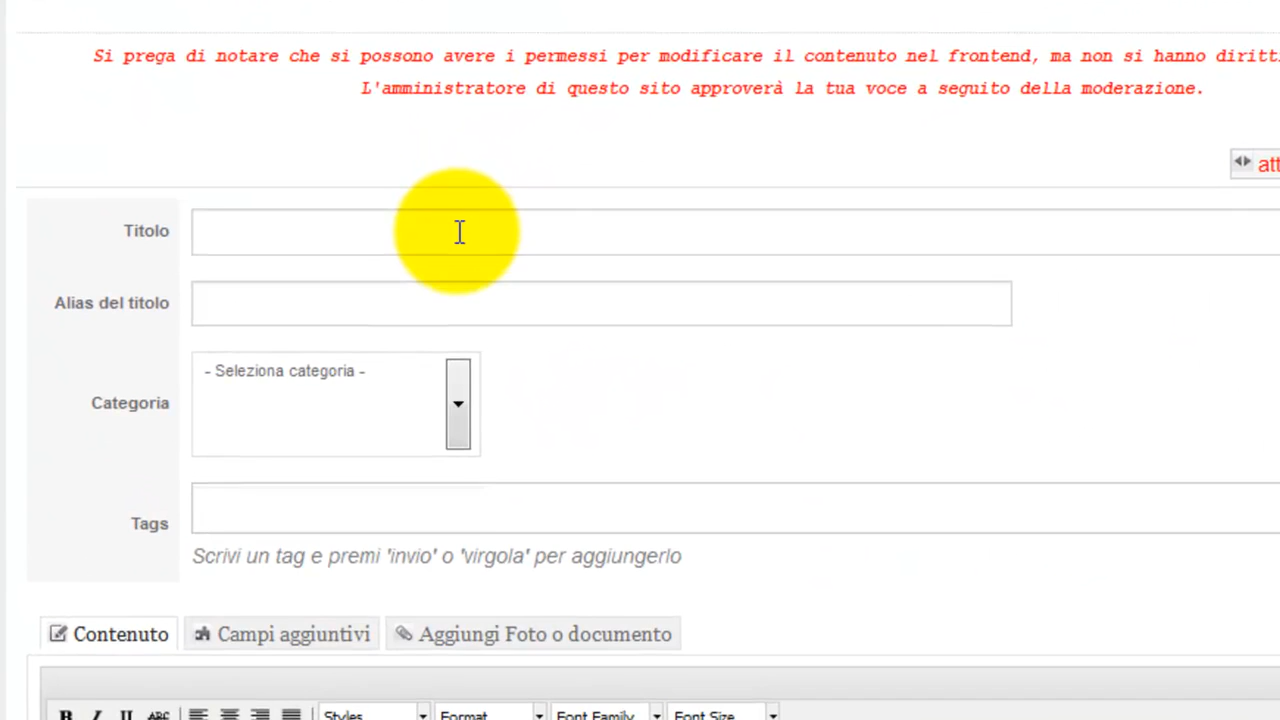 Si prega di notare che si possono avere i permessi per modificare il contenuto nel frontend, ma non si hanno
L'amministratore di questo sito approverà la tua voce a seguito della moderazione.
Titolo
Alias del titolo
Categoria
- Seleziona categoria -
Tags
Scrivi un tag e premi 'invio' o 'virgola' per aggiungerlo
Contenuto Campi aggiuntivi Aggiungi Foto o documento
B I U ABC Styles Format Font Family Font Size